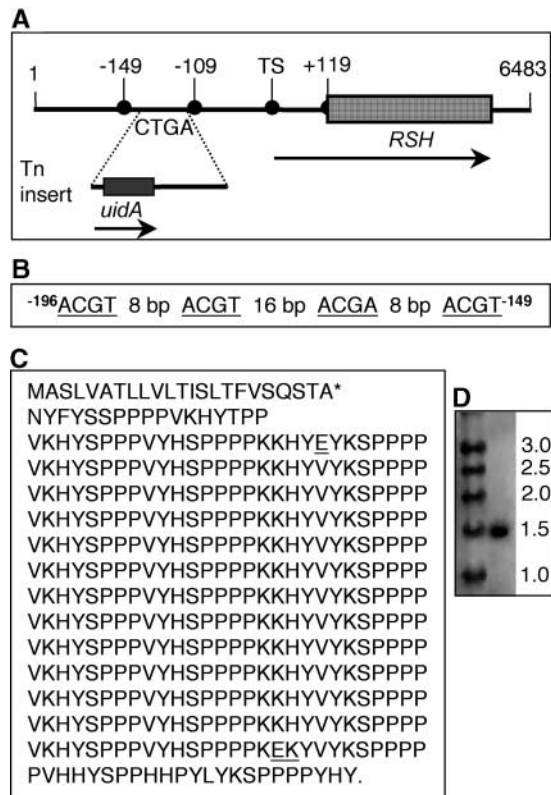 A
1 -149 -109 TS +119 6483
CTGA
RSH
Tn
insert
uidA
B
-196ACGT 8 bp ACGT 16 bp ACGA 8 bp ACGT-149
C
MASLVATLLVLTISLTFVSQSTA*
NYFYSSPPPPVKHYTPP
VKHYSPPPVYHSPPPPKKHYEYKSPPPP
VKHYSPPPVYHSPPPPKKHYVYKSPPPP
VKHYSPPPVYHSPPPPKKHYVYKSPPPP
VKHYSPPPVYHSPPPPKKHYVYKSPPPP
VKHYSPPPVYHSPPPPKKHYVYKSPPPP
VKHYSPPPVYHSPPPPKKHYVYKSPPPP
VKHYSPPPVYHSPPPPKKHYVYKSPPPP
VKHYSPPPVYHSPPPPKKHYVYKSPPPP
VKHYSPPPVYHSPPPPKKHYVYKSPPPP
VKHYSPPPVYHSPPPPKKHYVYKSPPPP
VKHYSPPPVYHSPPPPKKHYVYKSPPPP
VKHYSPPPVYHSPPPPKKHYVYKSPPPP
VKHYSPPPVYHSPPPPKEKYVYKSPPPP
PVHHYSPPHHPYLYKSPPPPYHY.
D
3.0
2.5
2.0
1.5
1.0